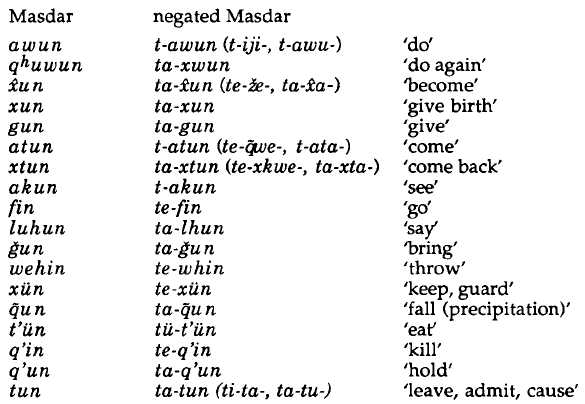 Masdar negated Masdar
awun t-awun (t-iji-, t-awu-) 'do'
qʰuwun ta-xwun 'do again'
x̂un ta-x̂un (te-že-, ta-x̂a-) 'become'
xun ta-xun 'give birth'
gun ta-gun 'give'
atun t-atun (te-q̄we-, t-ata-) 'come'
xtun ta-xtun (te-xkwe-, ta-xta-) 'come back'
akun t-akun 'see'
fin te-fin 'go'
luhun ta-lhun 'say'
ğun ta-ğun 'bring'
wehin te-whin 'throw'
xün te-xün 'keep, guard'
q̄un ta-q̄un 'fall (precipitation)'
t'ün tü-t'ün 'eat'
q'in te-q'in 'kill'
q'un ta-q'un 'hold'
tun ta-tun (ti-ta-, ta-tu-) 'leave, admit, cause'